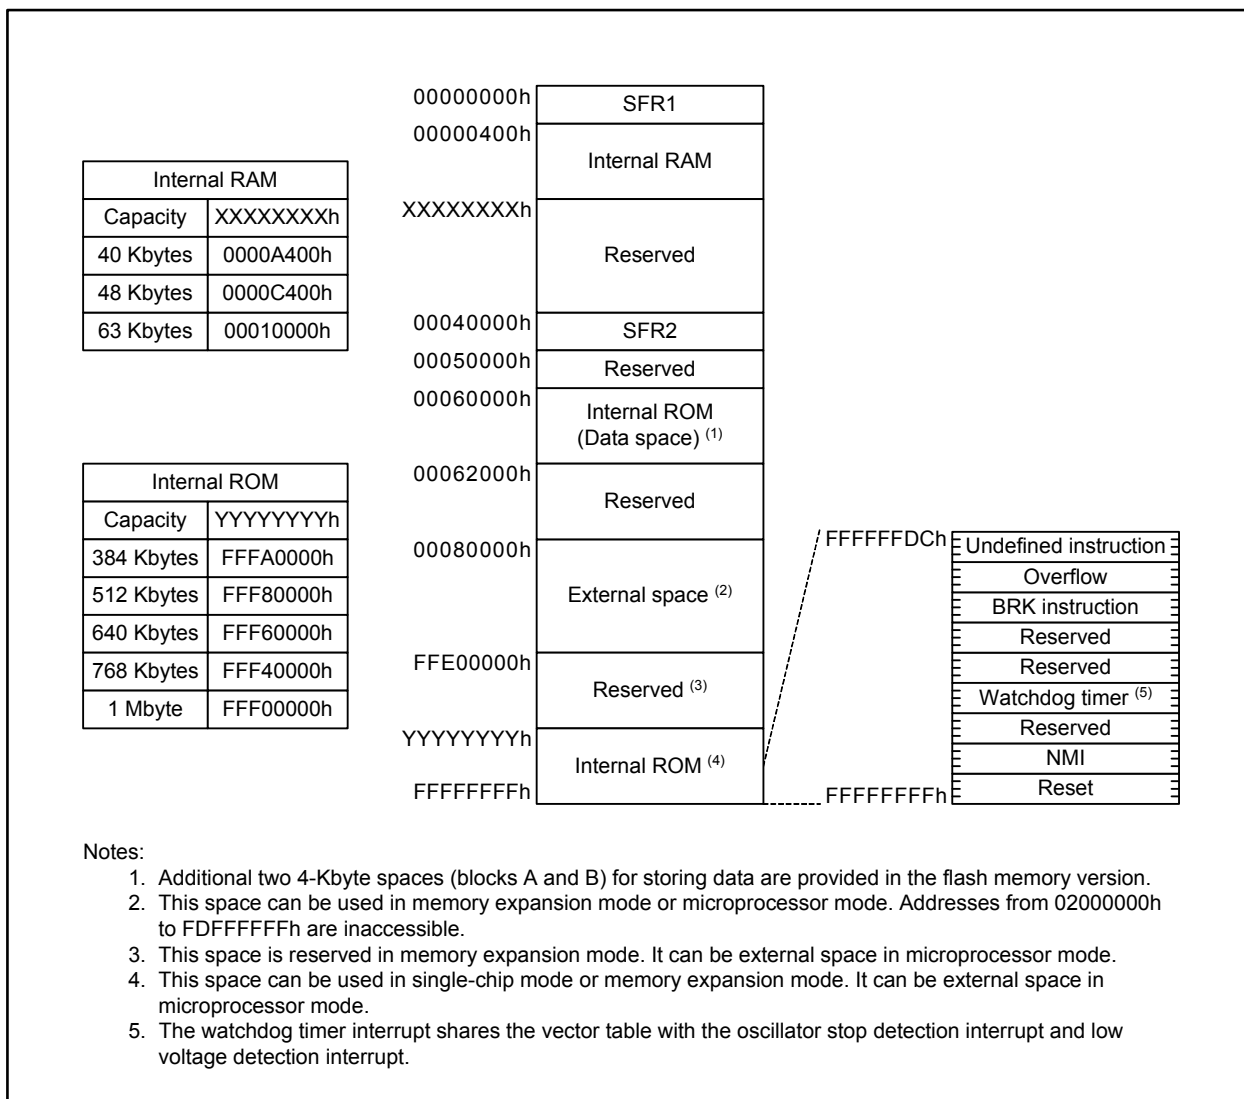 00000000h
SFR1
00000400h
Internal RAM
XXXXXXXXh
Reserved
00040000h
SFR2
00050000h
Reserved
00060000h
Internal ROM
(Data space) (1)
00062000h
Reserved
00080000h
External space (2)
FFE00000h
Reserved (3)
YYYYYYYYh
Internal ROM (4)
FFFFFFFFh
Internal RAM
Capacity XXXXXXXXh
40 Kbytes 0000A400h
48 Kbytes 0000C400h
63 Kbytes 00010000h
Internal ROM
Capacity YYYYYYYYh
384 Kbytes FFFA0000h
512 Kbytes FFF80000h
640 Kbytes FFF60000h
768 Kbytes FFF40000h
1 Mbyte FFF00000h
FFFFFFDCh
Undefined instruction
Overflow
BRK instruction
Reserved
Reserved
Watchdog timer (5)
Reserved
NMI
Reset
FFFFFFFFh
Notes:
1. Additional two 4-Kbyte spaces (blocks A and B) for storing data are provided in the flash memory version.
2. This space can be used in memory expansion mode or microprocessor mode. Addresses from 02000000h
to FDFFFFFFh are inaccessible.
3. This space is reserved in memory expansion mode. It can be external space in microprocessor mode.
4. This space can be used in single-chip mode or memory expansion mode. It can be external space in
microprocessor mode.
5. The watchdog timer interrupt shares the vector table with the oscillator stop detection interrupt and low
voltage detection interrupt.